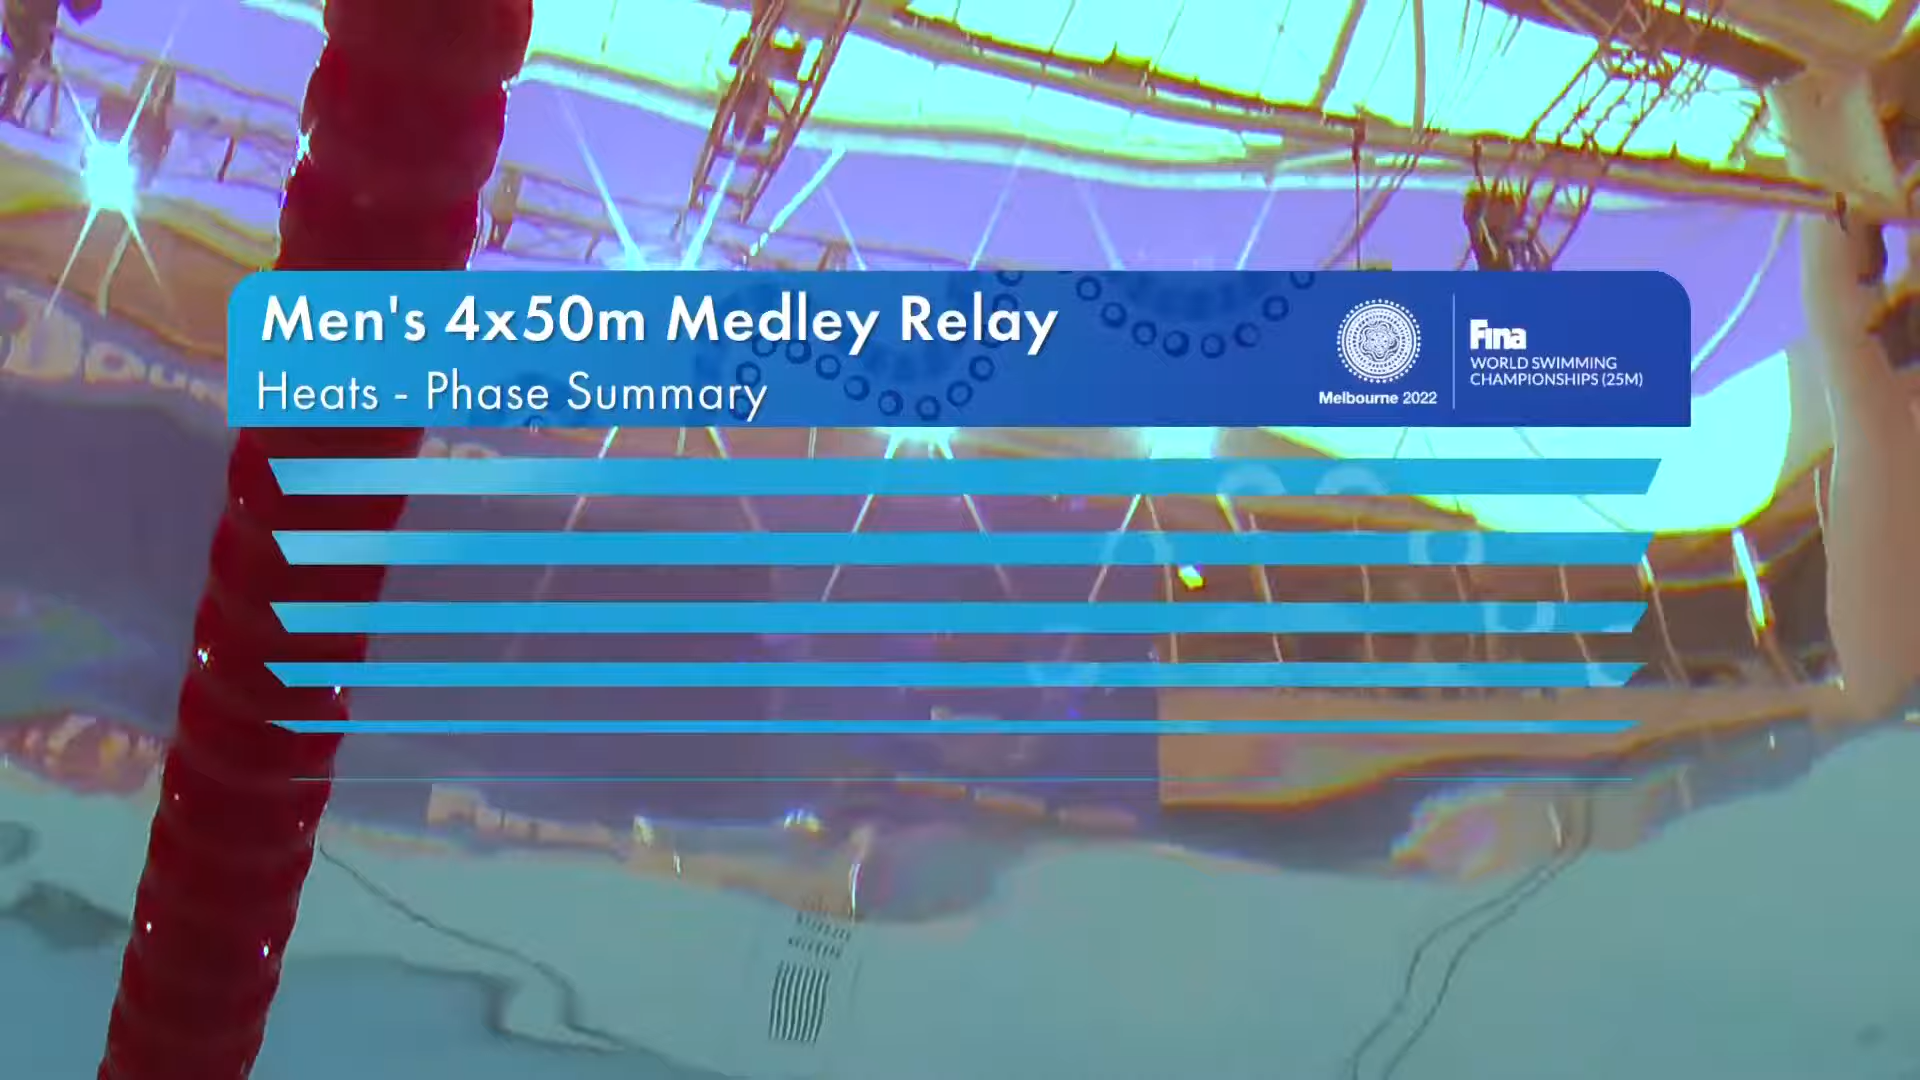 Men's 4x50m Medley Relay
Heats - Phase Summary
Melbourne 2022
Fina
WORLD SWIMMING
CHAMPIONSHIPS (25M)